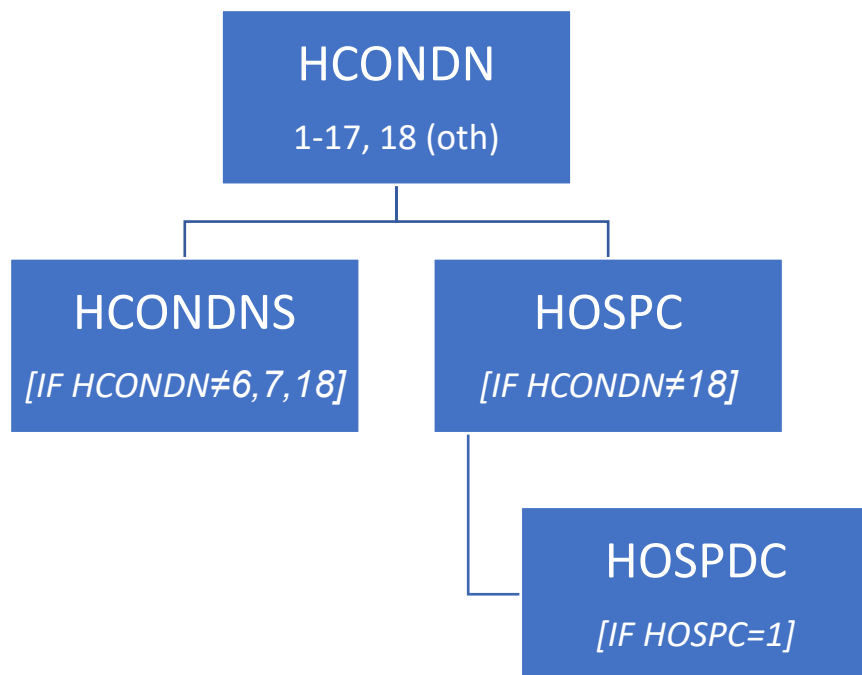 HCONDN
1-17, 18 (oth)
HCONDNS
[IF HCONDN≠6,7,18]
HOSPC
[IF HCONDN≠18]
HOSPDC
[IF HOSPC=1]